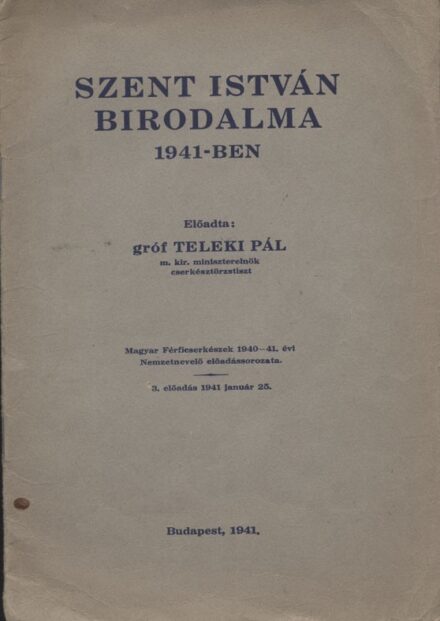 SZENT ISTVÁN
BIRODALMA
1941-BEN
Előadta:
gróf TELEKI PÁL
m. kir. miniszterelnök
cserkésztörzstiszt
Magyar Férficserkészek 1940—41. évi
Nemzetnevelő előadássorozata.
3. előadás 1941 január 25.
Budapest, 1941.